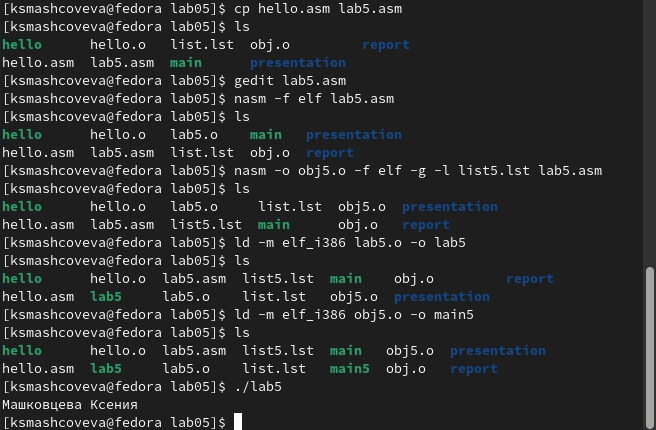 [ksmashcoveva@fedora lab05]$ cp hello.asm lab5.asm
[ksmashcoveva@fedora lab05]$ ls
hello hello.o list.lst obj.o report
hello.asm lab5.asm main presentation
[ksmashcoveva@fedora lab05]$ gedit lab5.asm
[ksmashcoveva@fedora lab05]$ nasm -f elf lab5.asm
[ksmashcoveva@fedora lab05]$ ls
hello hello.o lab5.o main presentation
hello.asm lab5.asm list.lst obj.o report
[ksmashcoveva@fedora lab05]$ nasm -o obj5.o -f elf -g -l list5.lst lab5.asm
[ksmashcoveva@fedora lab05]$ ls
hello hello.o lab5.o list.lst obj5.o presentation
hello.asm lab5.asm list5.lst main obj.o report
[ksmashcoveva@fedora lab05]$ ld -m elf_i386 lab5.o -o lab5
[ksmashcoveva@fedora lab05]$ ls
hello hello.o lab5.asm list5.lst main obj.o report
hello.asm lab5 lab5.o list.lst obj5.o presentation
[ksmashcoveva@fedora lab05]$ ld -m elf_i386 obj5.o -o main5
[ksmashcoveva@fedora lab05]$ ls
hello hello.o lab5.asm list5.lst main obj5.o presentation
hello.asm lab5 lab5.o list.lst main5 obj.o report
[ksmashcoveva@fedora lab05]$ ./lab5
Машковцева Ксения
[ksmashcoveva@fedora lab05]$